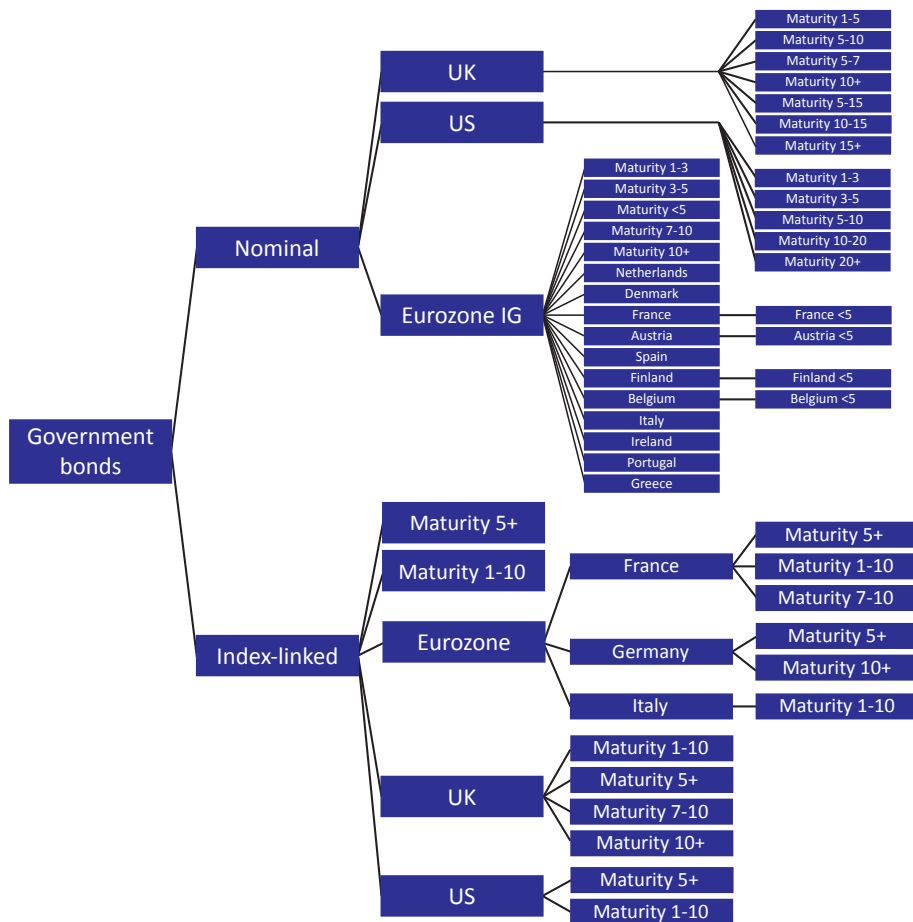 Government
bonds
Nominal
UK
Maturity 1-5
Maturity 5-10
Maturity 5-7
Maturity 10+
Maturity 5-15
Maturity 10-15
Maturity 15+
US
Maturity 1-3
Maturity 3-5
Maturity 5-10
Maturity 10-20
Maturity 20+
Eurozone IG
Maturity 1-3
Maturity 3-5
Maturity <5
Maturity 7-10
Maturity 10+
Netherlands
Denmark
France
France <5
Austria
Austria <5
Spain
Finland
Finland <5
Belgium
Belgium <5
Italy
Ireland
Portugal
Greece
Index-linked
Maturity 5+
Maturity 1-10
Eurozone
France
Maturity 5+
Maturity 1-10
Maturity 7-10
Germany
Maturity 5+
Maturity 10+
Italy
Maturity 1-10
UK
Maturity 1-10
Maturity 5+
Maturity 7-10
Maturity 10+
US
Maturity 5+
Maturity 1-10